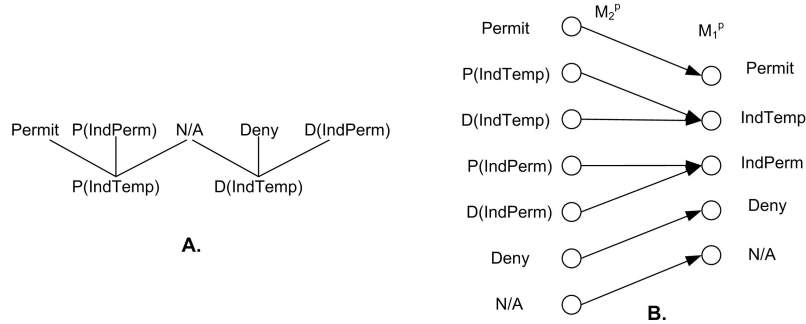 Permit P(IndPerm) N/A Deny D(IndPerm)
P(IndTemp) D(IndTemp)
A.
M₂ᵖ
M₁ᵖ
Permit Permit
P(IndTemp) IndTemp
D(IndTemp)
P(IndPerm) IndPerm
D(IndPerm) Deny
Deny N/A
N/A
B.